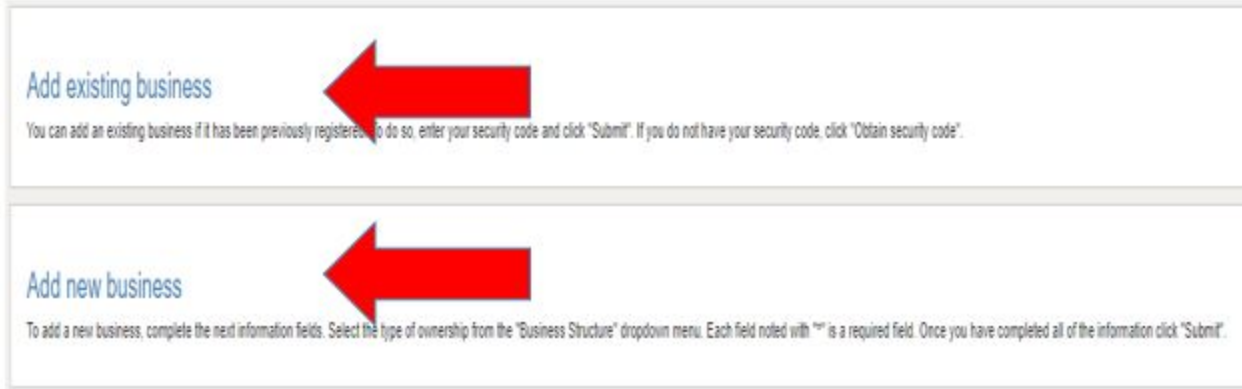 Add existing business
You can add an existing business if it has been previously registered. To do so, enter your security code and click "Submit". If you do not have your security code, click "Obtain security code".
Add new business
To add a new business, complete the next information fields. Select the type of ownership from the "Business Structure" dropdown menu. Each field noted with "*" is a required field. Once you have completed all of the information click "Submit".